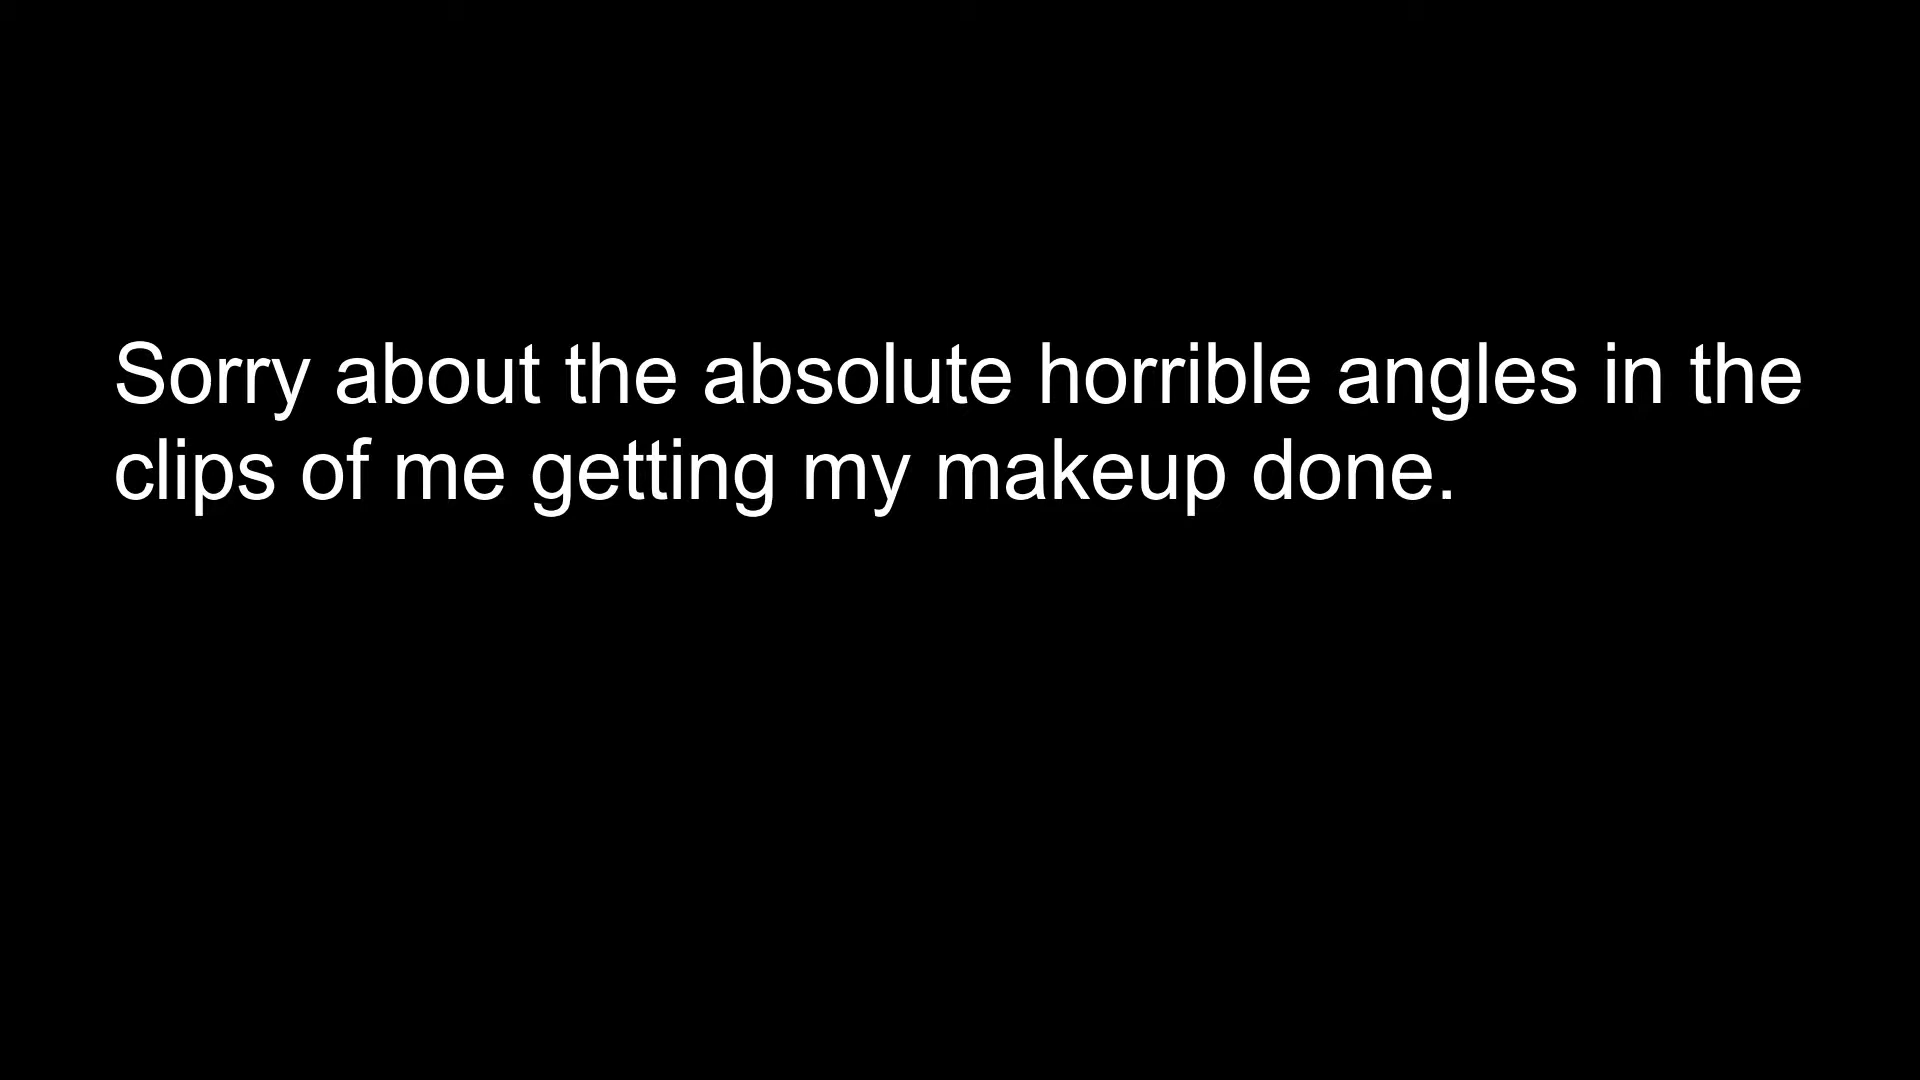 Sorry about the absolute horrible angles in the
clips of me getting my makeup done.